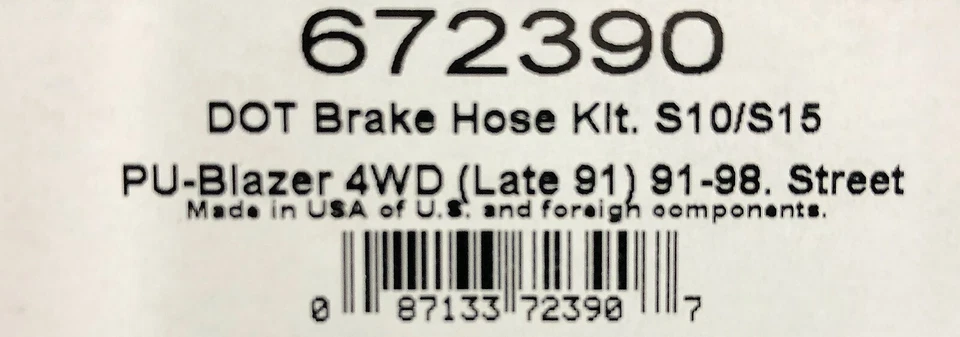 672390
DOT Brake Hose KIt. S10/S15
PU-Blazer 4WD (Late 91) 91-98. Street
Made in USA of U.S. and foreign components.
0 87133 72390 7